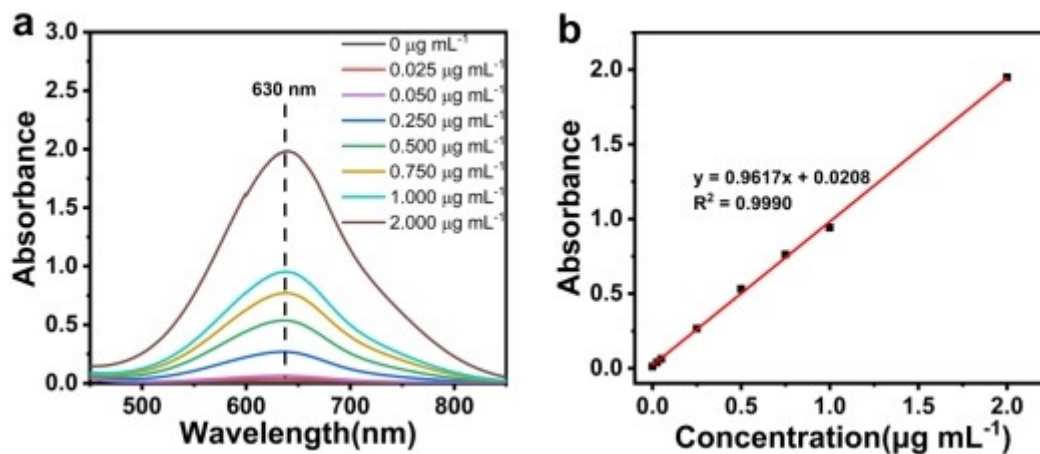 a
Absorbance
3.0
2.5
2.0
1.5
1.0
0.5
0.0
500
600
700
800
Wavelength(nm)
630 nm
0 μg mL⁻¹
0.025 μg mL⁻¹
0.050 μg mL⁻¹
0.250 μg mL⁻¹
0.500 μg mL⁻¹
0.750 μg mL⁻¹
1.000 μg mL⁻¹
2.000 μg mL⁻¹
b
Absorbance
2.0
1.5
1.0
0.5
0.0
0.0
0.5
1.0
1.5
2.0
Concentration(μg mL⁻¹)
y = 0.9617x + 0.0208
R² = 0.9990